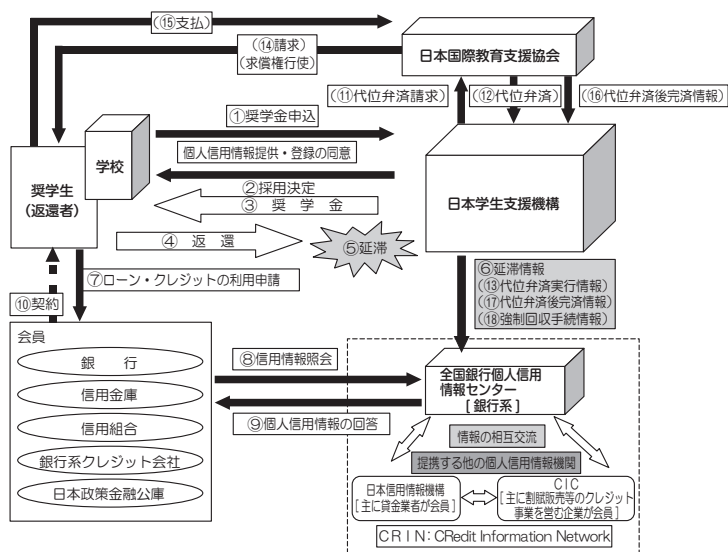 (⑮支払)
(⑭請求)
(求償権行使)
日本国際教育支援協会
(⑪代位弁済請求)
(⑫代位弁済)
(⑯代位弁済後完済情報)
①奨学金申込
個人信用情報提供・登録の同意
学校
奨学生
(返還者)
②採用決定
③ 奨 学 金
日本学生支援機構
④ 返 還
⑤延滞
⑥延滞情報
(⑬代位弁済実行情報)
(⑰代位弁済後完済情報)
(⑱強制回収手続情報)
⑦ローン・クレジットの利用申請
⑩契約
会員
銀 行
信用金庫
信用組合
銀行系クレジット会社
日本政策金融公庫
⑧信用情報照会
⑨個人信用情報の回答
全国銀行個人信用
情報センター
[銀行系]
情報の相互交流
提携する他の個人信用情報機関
日本信用情報機構
[主に貸金業者が会員]
CIC
[主に割賦販売等のクレジット
事業を営む企業が会員]
CRIN:CRedit Information Network